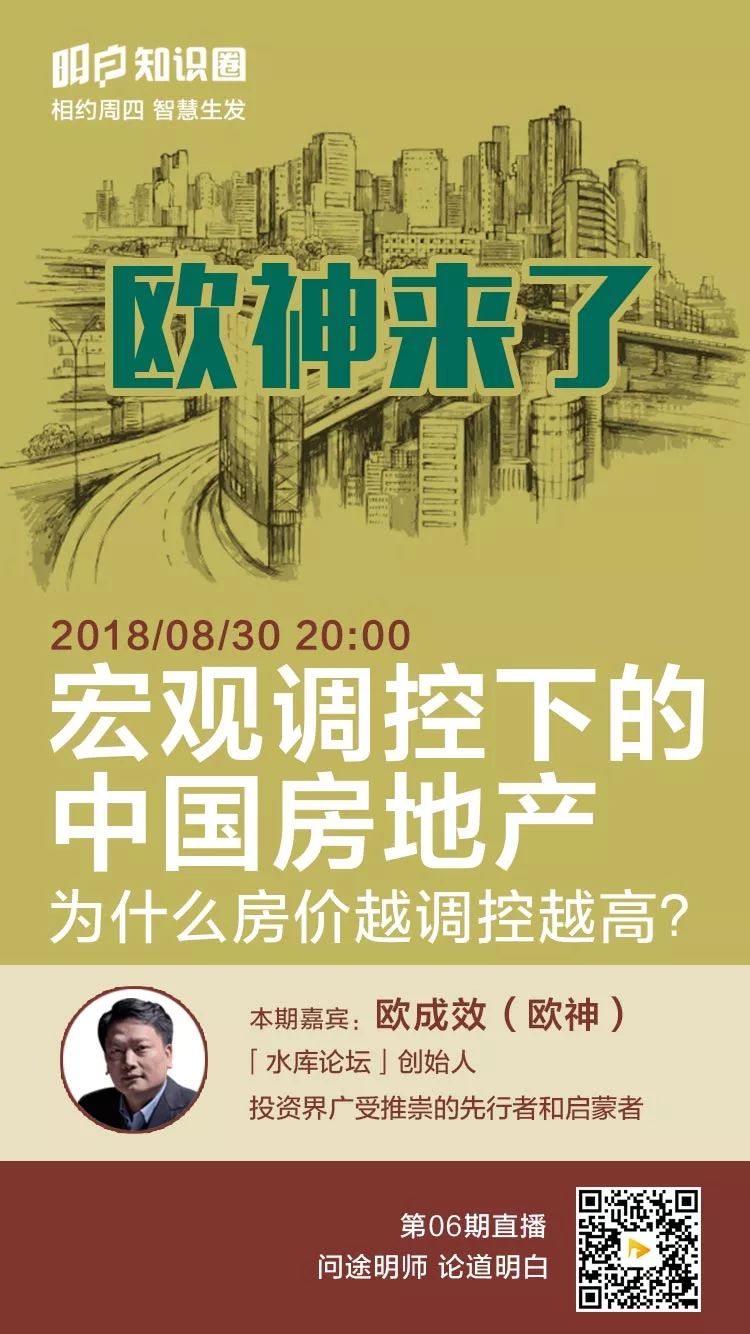 明白知识圈
相约周四 智慧生发
欧神来了
2018/08/30 20:00
宏观调控下的
中国房地产
为什么房价越调控越高?
本期嘉宾：欧成效（欧神）
「水库论坛」创始人
投资界广受推崇的先行者和启蒙者
第06期直播
问途明师 论道明白